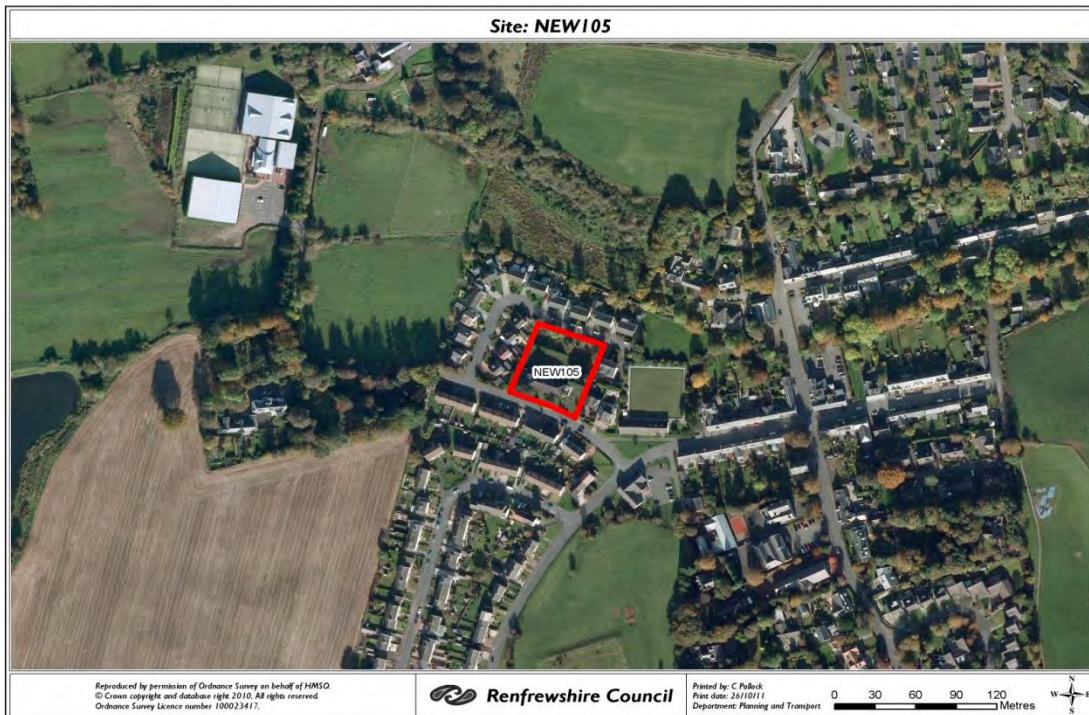 Site: NEW105
NEW105
Reproduced by permission of Ordnance Survey on behalf of HMSO.
© Crown copyright and database right 2010. All rights reserved.
Ordnance Survey Licence number 100023417.
Renfrewshire Council
Printed by: C Pollock
Print date: 26/10/11
Department: Planning and Transport
0 30 60 90 120
Metres
N
W E
S